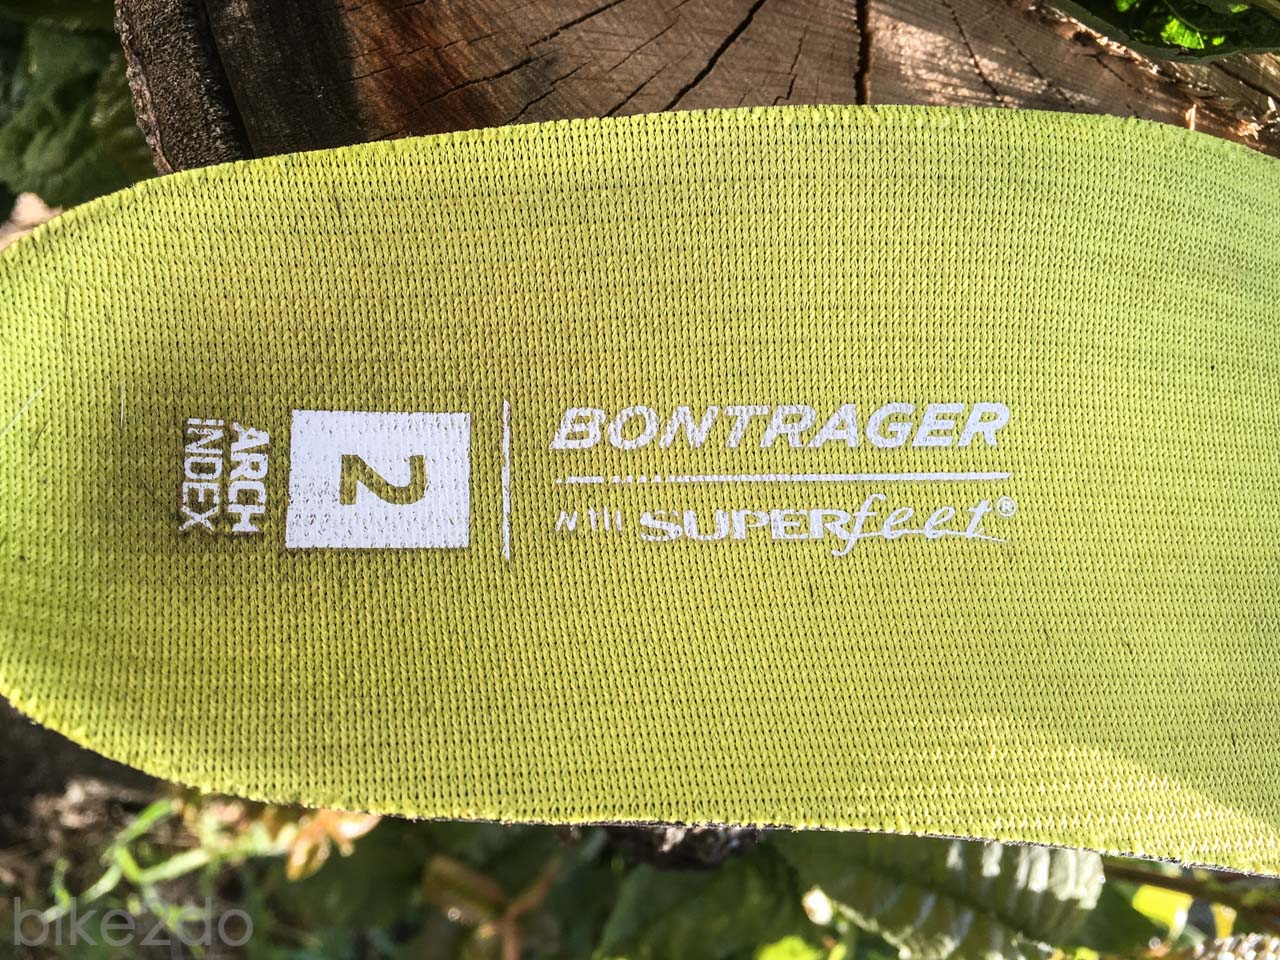 BONTRAGER
SUPERfeet®
2
ARCH
INDEX
bike2do